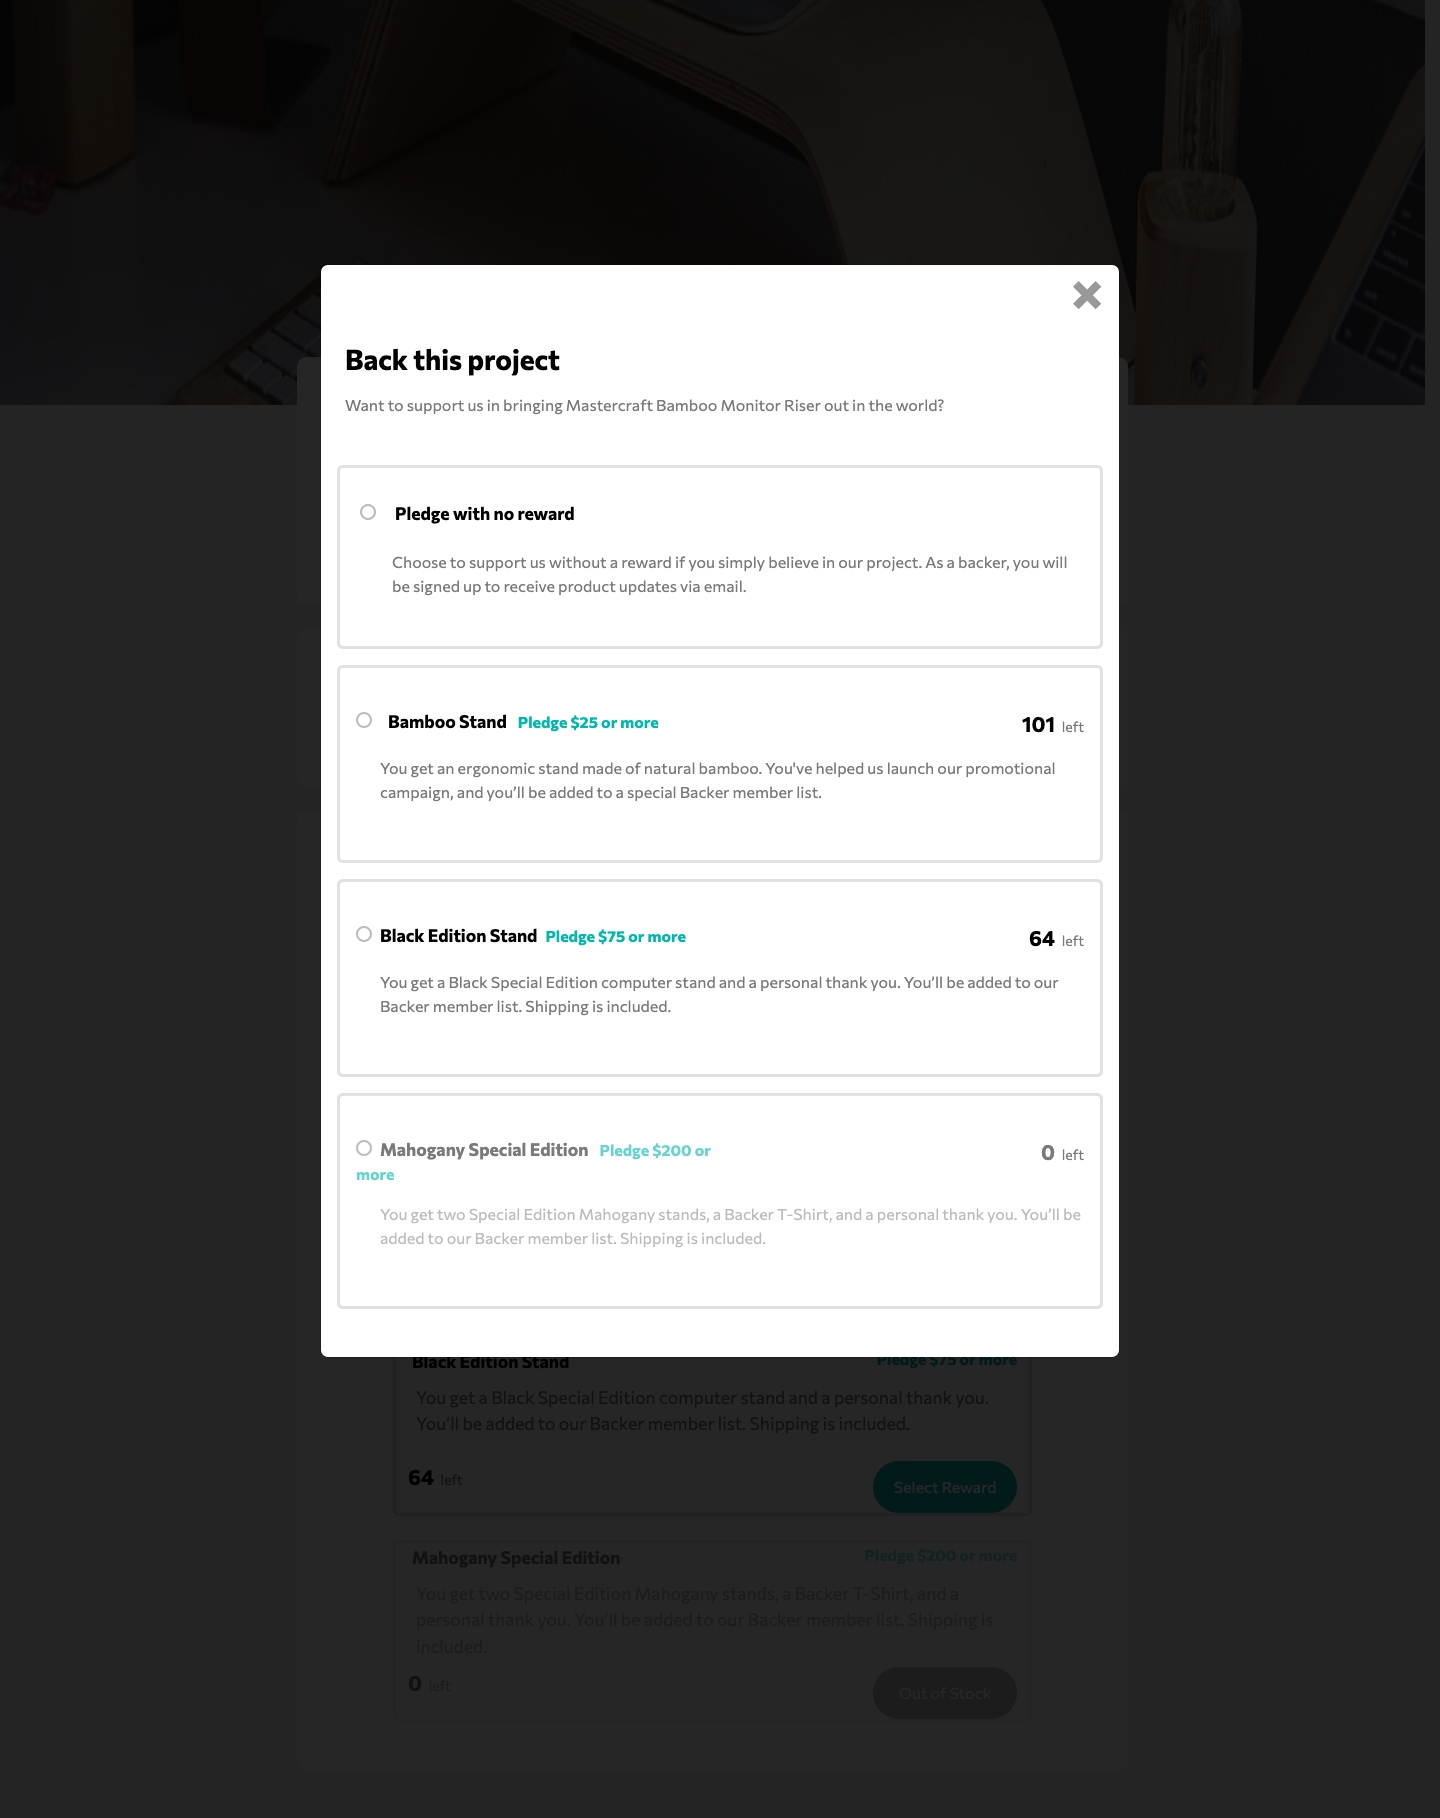 Back this project
Want to support us in bringing Mastercraft Bamboo Monitor Riser out in the world?
Pledge with no reward
Choose to support us without a reward if you simply believe in our project. As a backer, you will
be signed up to receive product updates via email.
Bamboo Stand Pledge $25 or more 101 left
You get an ergonomic stand made of natural bamboo. You've helped us launch our promotional
campaign, and you’ll be added to a special Backer member list.
Black Edition Stand Pledge $75 or more 64 left
You get a Black Special Edition computer stand and a personal thank you. You’ll be added to our
Backer member list. Shipping is included.
Mahogany Special Edition Pledge $200 or 0 left
more
You get two Special Edition Mahogany stands, a Backer T-Shirt, and a personal thank you. You’ll be
added to our Backer member list. Shipping is included.
Black Edition Stand Pledge $75 or more
You get a Black Special Edition computer stand and a personal thank you.
You’ll be added to our Backer member list. Shipping is included.
64 left Select Reward
Mahogany Special Edition Pledge $200 or more
You get two Special Edition Mahogany stands, a Backer T-Shirt, and a
personal thank you. You’ll be added to our Backer member list. Shipping is
included.
0 left Out of Stock